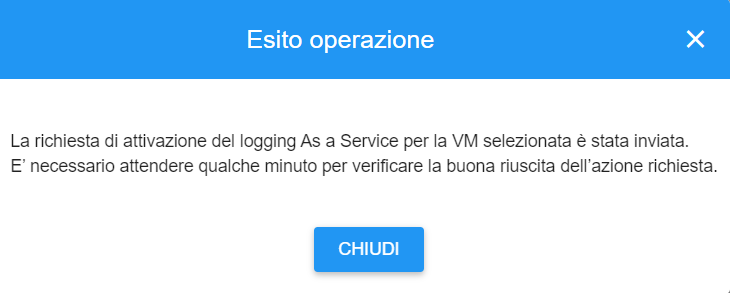 Esito operazione
La richiesta di attivazione del logging As a Service per la VM selezionata è stata inviata.
E’ necessario attendere qualche minuto per verificare la buona riuscita dell’azione richiesta.
CHIUDI